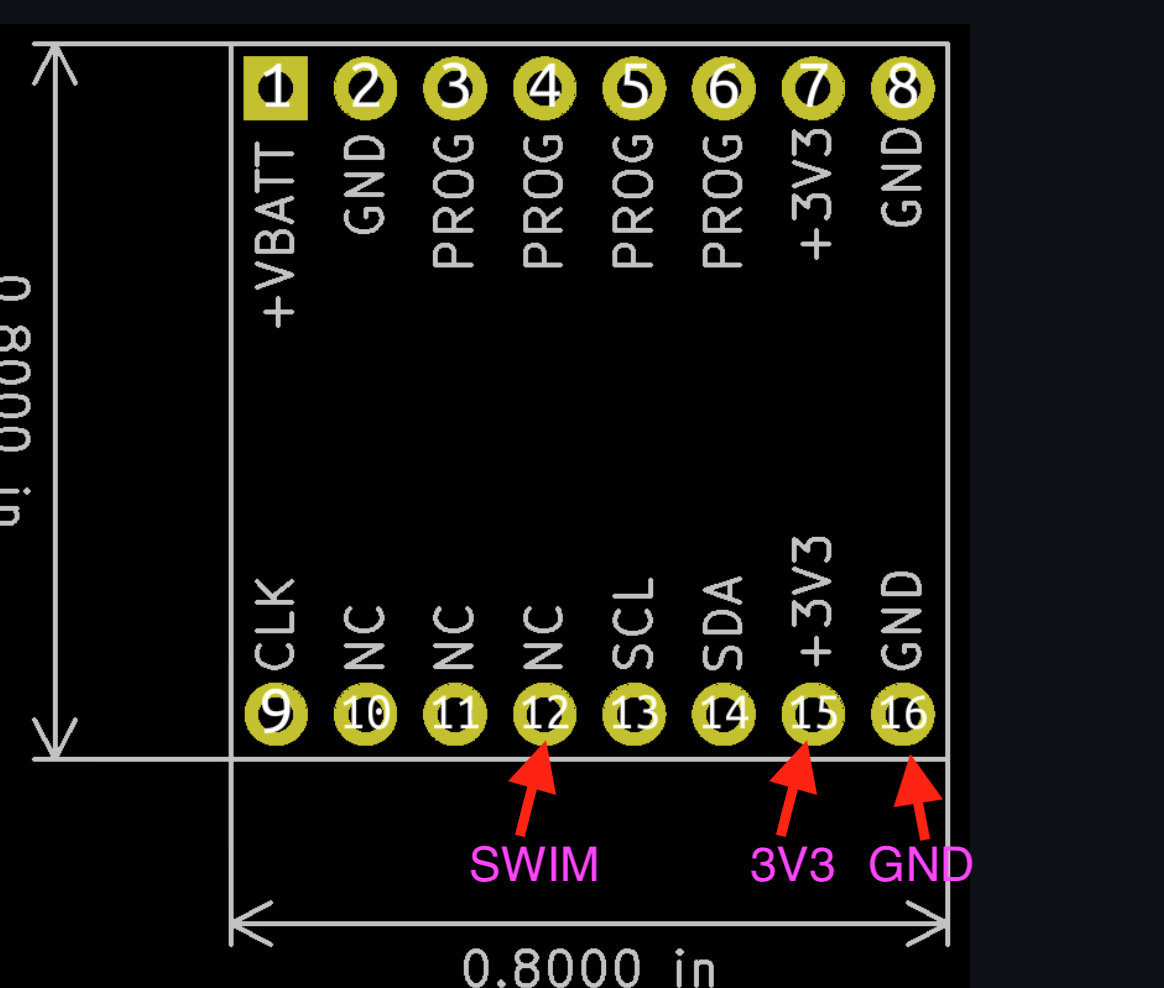 1 2 3 4 5 6 7 8
+VBATT GND PROG PROG PROG PROG +3V3 GND
0.8000 in
CLK NC NC NC SCL SDA +3V3 GND
9 10 11 12 13 14 15 16
SWIM 3V3 GND
0.8000 in